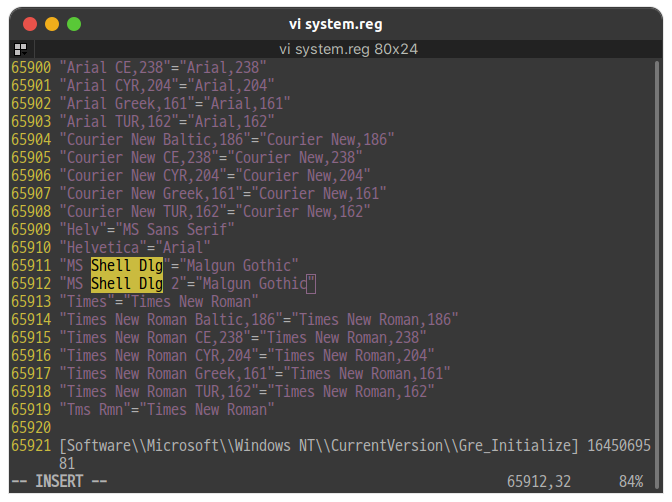 vi system.reg
vi system.reg 80x24
65900 "Arial CE,238"="Arial,238"
65901 "Arial CYR,204"="Arial,204"
65902 "Arial Greek,161"="Arial,161"
65903 "Arial TUR,162"="Arial,162"
65904 "Courier New Baltic,186"="Courier New,186"
65905 "Courier New CE,238"="Courier New,238"
65906 "Courier New CYR,204"="Courier New,204"
65907 "Courier New Greek,161"="Courier New,161"
65908 "Courier New TUR,162"="Courier New,162"
65909 "Helv"="MS Sans Serif"
65910 "Helvetica"="Arial"
65911 "MS Shell Dlg"="Malgun Gothic"
65912 "MS Shell Dlg 2"="Malgun Gothic"
65913 "Times"="Times New Roman"
65914 "Times New Roman Baltic,186"="Times New Roman,186"
65915 "Times New Roman CE,238"="Times New Roman,238"
65916 "Times New Roman CYR,204"="Times New Roman,204"
65917 "Times New Roman Greek,161"="Times New Roman,161"
65918 "Times New Roman TUR,162"="Times New Roman,162"
65919 "Tms Rmn"="Times New Roman"
65920
65921 [Software\\Microsoft\\Windows NT\\CurrentVersion\\Gre_Initialize] 16450695
81
-- INSERT -- 65912,32 84%